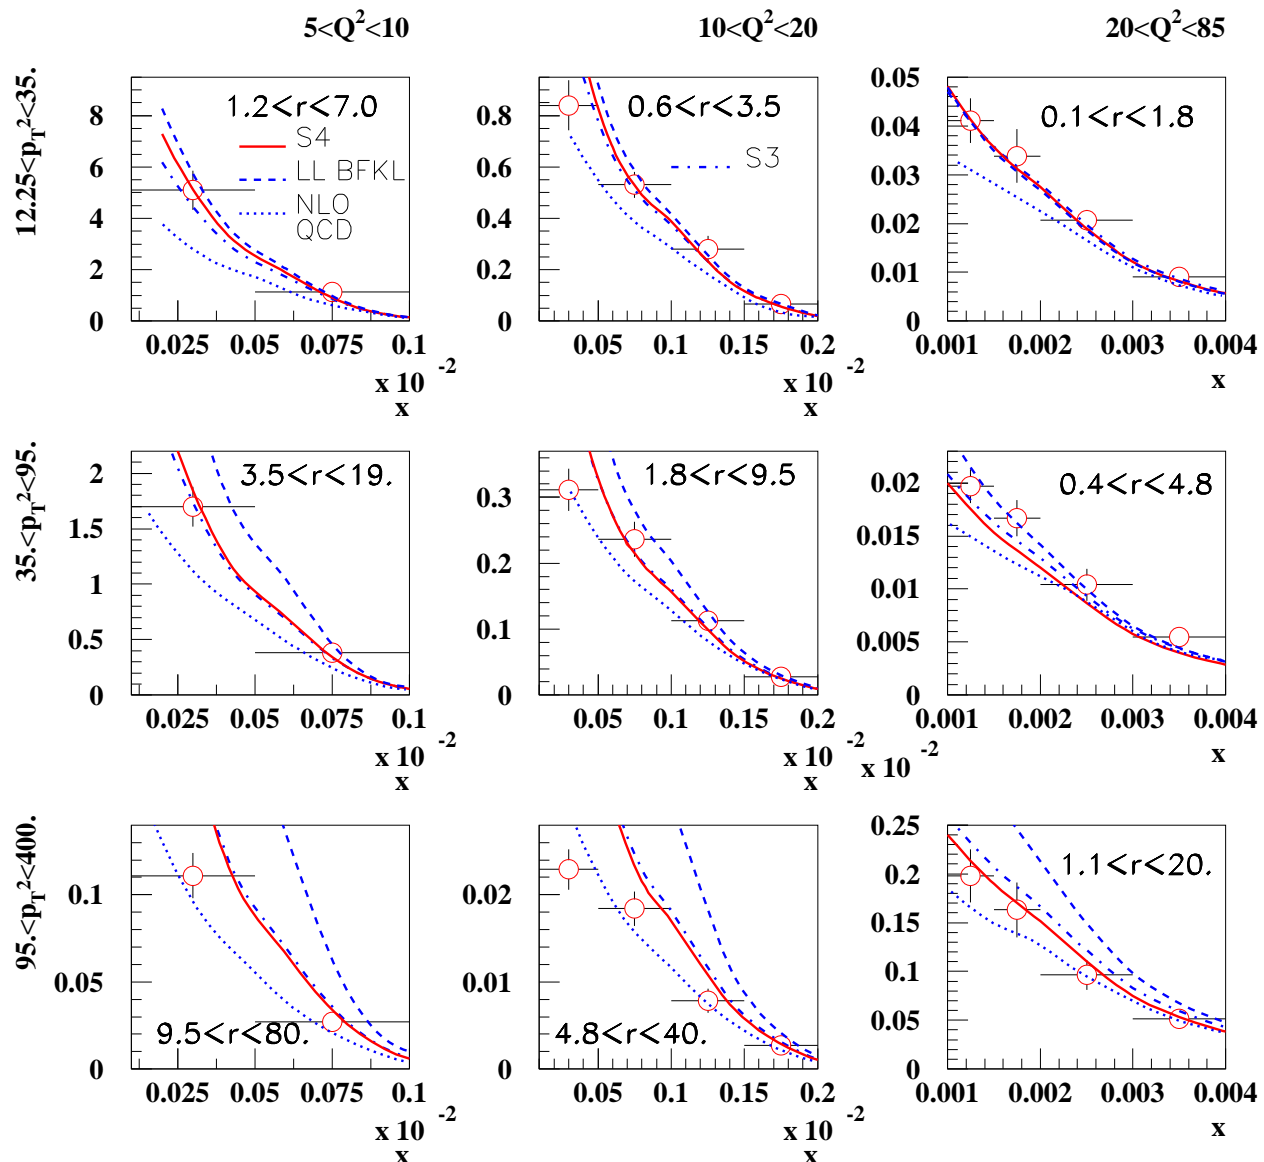 5<Q²<10
10<Q²<20
20<Q²<85
12.25<p_T²<35.
1.2<r<7.0
S4
LL BFKL
NLO
QCD
8
6
4
2
0
0.025 0.05 0.075 0.1
x 10 -2
x
0.6<r<3.5
S3
0.8
0.6
0.4
0.2
0
0.05 0.1 0.15 0.2
x 10 -2
x
0.1<r<1.8
0.05
0.04
0.03
0.02
0.01
0
0.001 0.002 0.003 0.004
x
35.<p_T²<95.
3.5<r<19.
2
1.5
1
0.5
0
0.025 0.05 0.075 0.1
x 10 -2
x
1.8<r<9.5
0.3
0.2
0.1
0
0.05 0.1 0.15 0.2
x 10 -2
x
0.4<r<4.8
0.02
0.015
0.01
0.005
0
0.001 0.002 0.003 0.004
x
x 10 -2
95.<p_T²<400.
9.5<r<80.
0.1
0.05
0
0.025 0.05 0.075 0.1
x 10 -2
x
4.8<r<40.
0.02
0.01
0
0.05 0.1 0.15 0.2
x 10 -2
x
1.1<r<20.
0.25
0.2
0.15
0.1
0.05
0
0.001 0.002 0.003 0.004
x